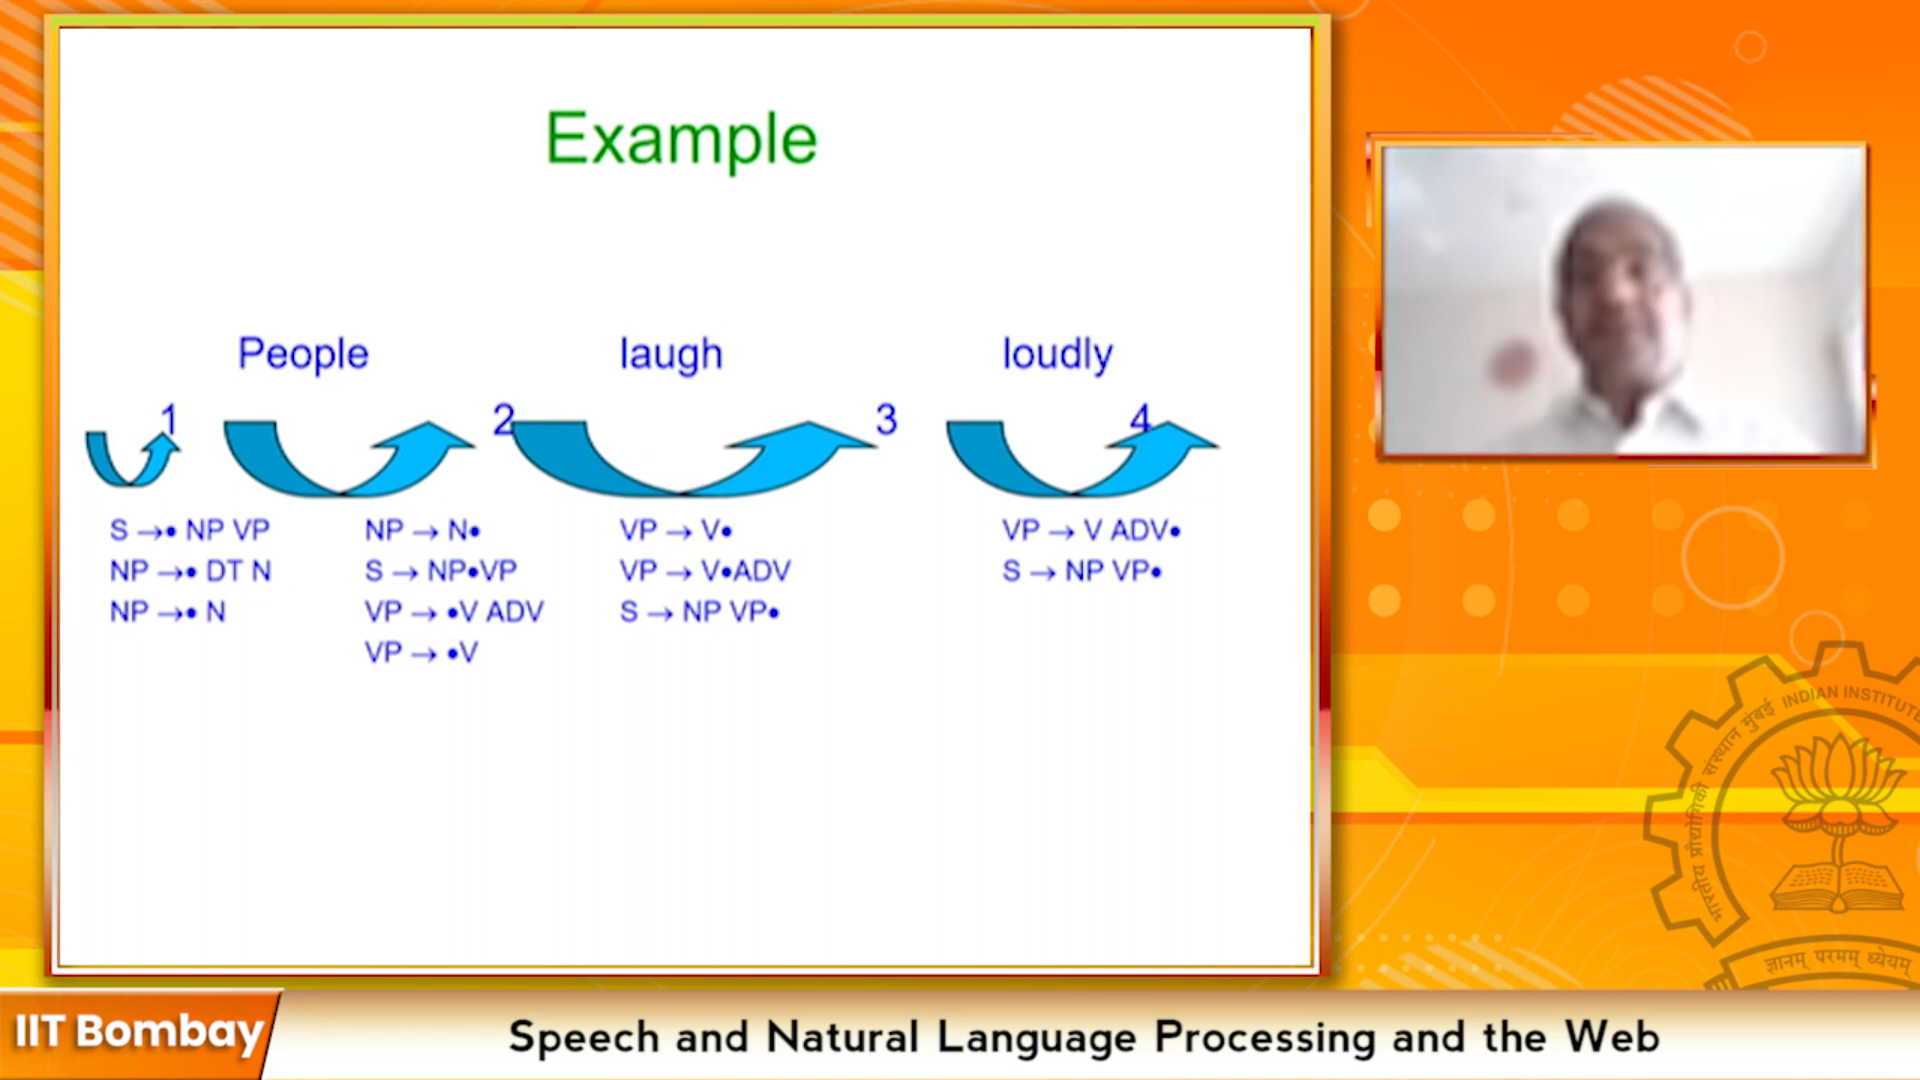 Example
People laugh loudly
1 2 3 4
S →• NP VP
NP →• DT N
NP →• N
NP → N•
S → NP•VP
VP → •V ADV
VP → •V
VP → V•
VP → V•ADV
S → NP VP•
VP → V ADV•
S → NP VP•
भारतीय प्रौद्योगिकी संस्थान मुंबई INDIAN INSTITUTE
ज्ञानम् परमम् ध्येयम्
IIT Bombay
Speech and Natural Language Processing and the Web